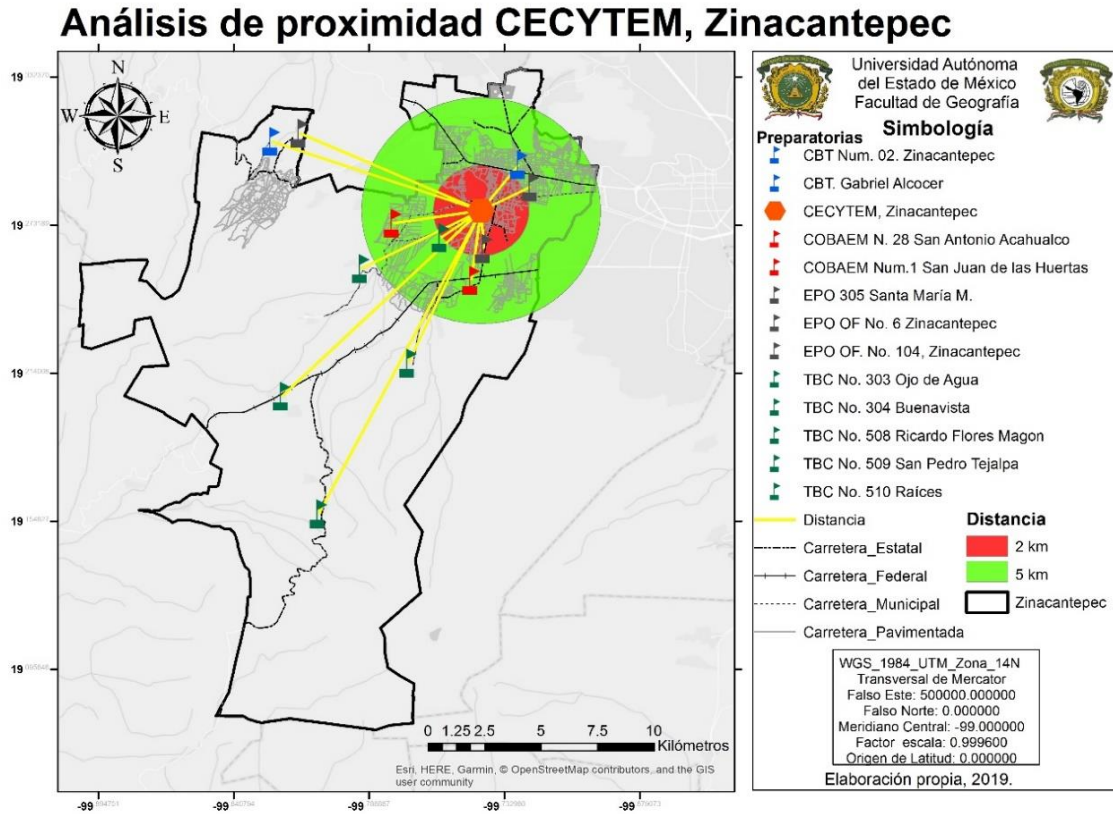 Análisis de proximidad CECYTEM, Zinacantepec
N
W
E
S
Universidad Autónoma
del Estado de México
Facultad de Geografía
Simbología
Preparatorias
CBT Num. 02. Zinacantepec
CBT. Gabriel Alcocer
CECYTEM, Zinacantepec
COBAEM N. 28 San Antonio Acahualco
COBAEM Num.1 San Juan de las Huertas
EPO 305 Santa María M.
EPO OF No. 6 Zinacantepec
EPO OF. No. 104, Zinacantepec
TBC No. 303 Ojo de Agua
TBC No. 304 Buenavista
TBC No. 508 Ricardo Flores Magon
TBC No. 509 San Pedro Tejalpa
TBC No. 510 Raíces
Distancia
Carretera_Estatal
Carretera_Federal
Carretera_Municipal
Carretera_Pavimentada
Distancia
2 km
5 km
Zinacantepec
WGS_1984_UTM_Zona_14N
Transversal de Mercator
Falso Este: 500000.000000
Falso Norte: 0.000000
Meridiano Central: -99.000000
Factor escala: 0.999600
Origen de Latitud: 0.000000
Elaboración propia, 2019.
0 1.25 2.5 5 7.5 10
Kilómetros
Esri, HERE, Garmin, © OpenStreetMap contributors, and the GIS
user community
19
19
19
19
19
-99
-99
-99
-99
-99